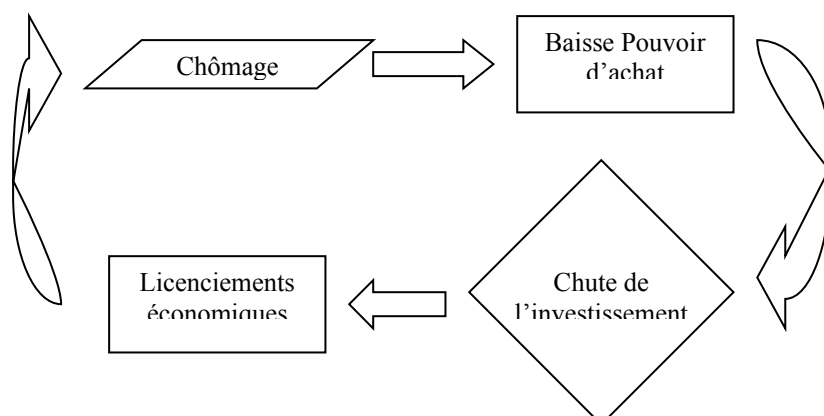 Chômage
Baisse Pouvoir
d’achat
Chute de
l’investissement
Licenciements
économiques